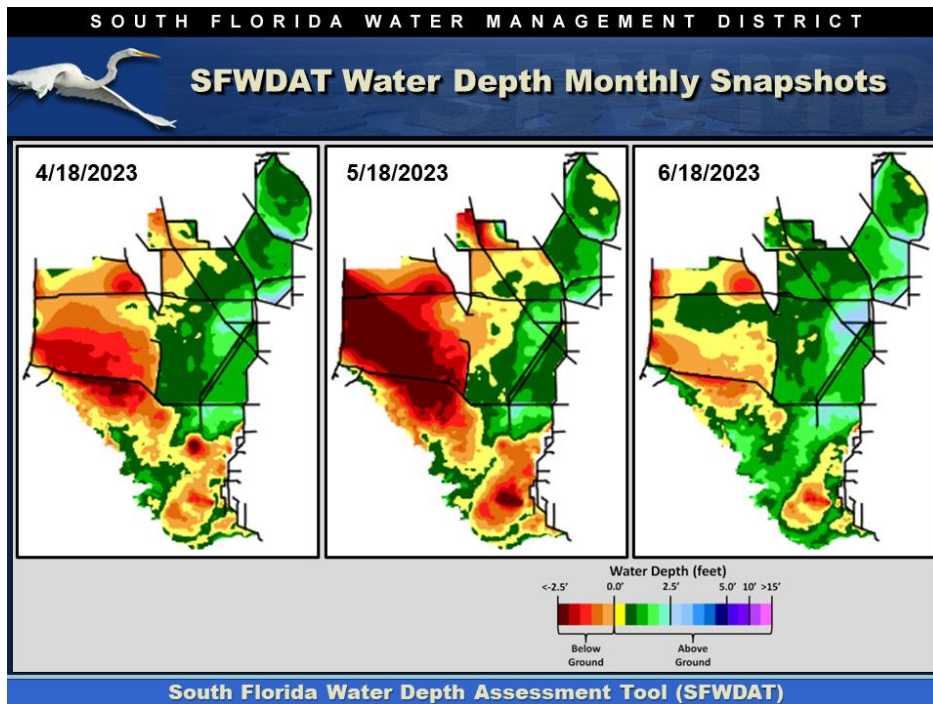 SOUTH FLORIDA WATER MANAGEMENT DISTRICT
SFWDAT Water Depth Monthly Snapshots
4/18/2023
5/18/2023
6/18/2023
Water Depth (feet)
<-2.5' 0.0' 2.5' 5.0' 10' >15'
Below Ground
Above Ground
South Florida Water Depth Assessment Tool (SFWDAT)